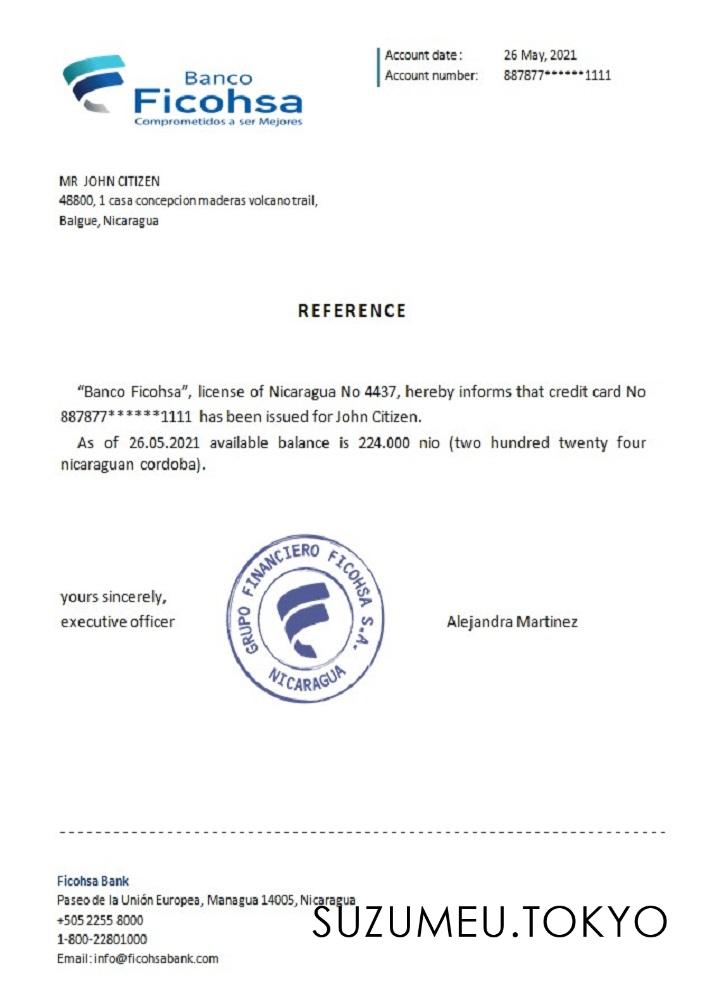 Banco
Ficohsa
Comprometidos a ser Mejores
Account date: 26 May, 2021
Account number: 887877******1111
MR JOHN CITIZEN
48800, 1 casa concepcion maderas volcano trail,
Balgue, Nicaragua
REFERENCE
“Banco Ficohsa”, license of Nicaragua No 4437, hereby informs that credit card No
887877******1111 has been issued for John Citizen.
As of 26.05.2021 available balance is 224.000 nio (two hundred twenty four
nicaraguan cordoba).
yours sincerely,
executive officer
GRUPO FINANCIERO FICOHSA S.A.
NICARAGUA
Alejandra Martinez
Ficohsa Bank
Paseo de la Unión Europea, Managua 14005, Nicaragua
+505 2255 8000
1-800-22801000
Email: info@ficohsabank.com
SUZUMEU.TOKYO